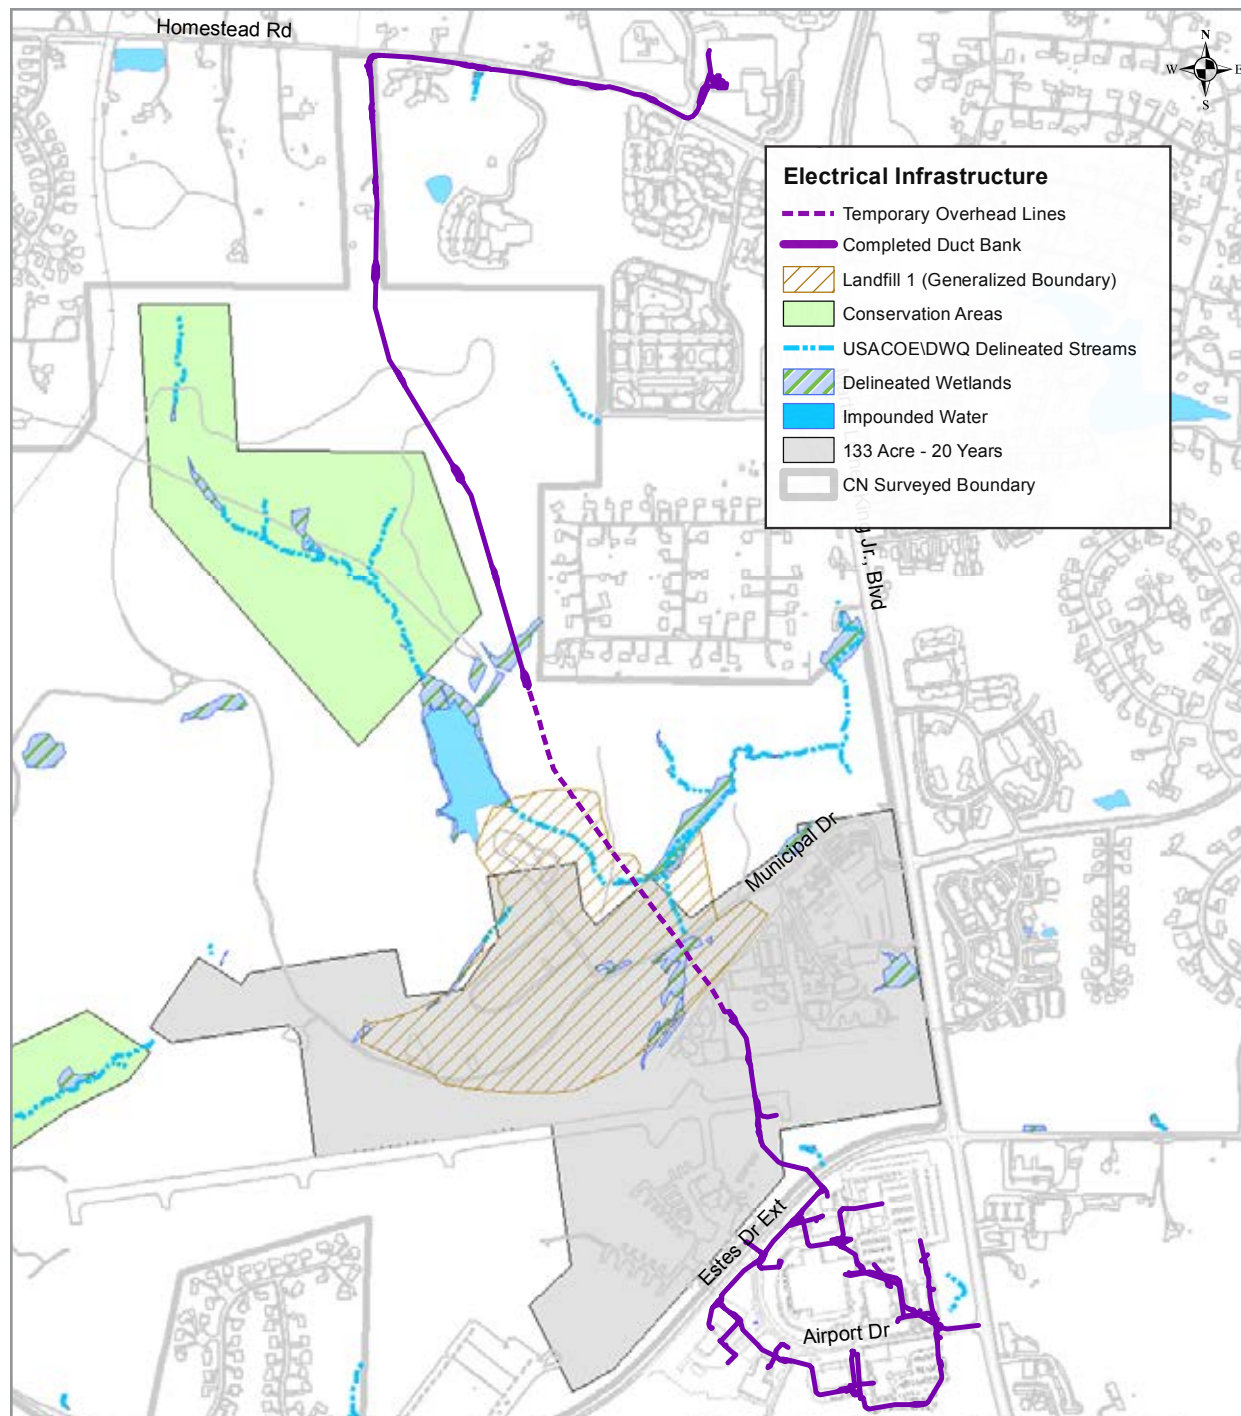 Homestead Rd
N
W E
S
Electrical Infrastructure
Temporary Overhead Lines
Completed Duct Bank
Landfill 1 (Generalized Boundary)
Conservation Areas
USACOE\DWQ Delineated Streams
Delineated Wetlands
Impounded Water
133 Acre - 20 Years
CN Surveyed Boundary
Jr., Blvd
Municipal Dr
Estes Dr Ext
Airport Dr